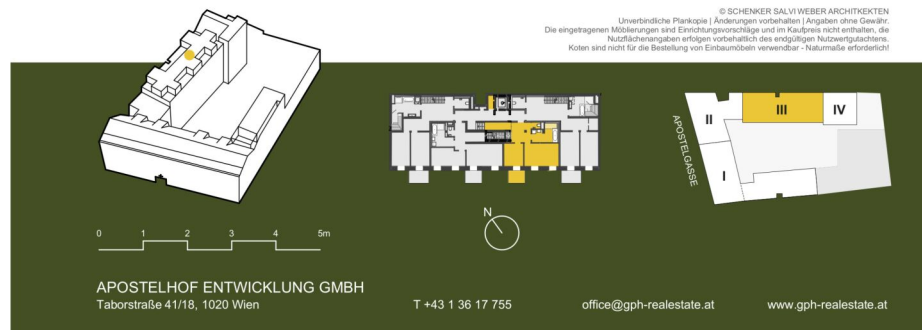 © SCHENKER SALVI WEBER ARCHITKEKTEN
Unverbindliche Plankopie | Änderungen vorbehalten | Angaben ohne Gewähr.
Die eingetragenen Möblierungen sind Einrichtungsvorschläge und im Kaufpreis nicht enthalten, die
Nutzflächenangaben erfolgen vorbehaltlich des endgültigen Nutzwertgutachtens.
Koten sind nicht für die Bestellung von Einbaumöbeln verwendbar - Naturmaße erforderlich!
II
III
IV
APOSTELGASSE
I
N
0 1 2 3 4 5m
APOSTELHOF ENTWICKLUNG GMBH
Taborstraße 41/18, 1020 Wien
T +43 1 36 17 755
office@gph-realestate.at
www.gph-realestate.at